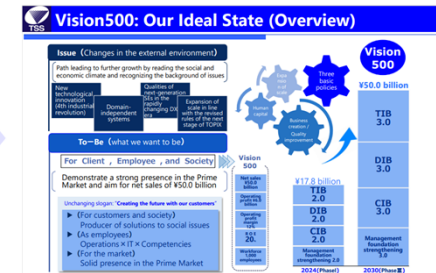 TSS
Vision500: Our Ideal State (Overview)
Issue (Changes in the external environment)
Path leading to further growth by reading the social and
economic climate and recognizing the background of issues
New
technological
innovation
(4th industrial
revolution)
Domain-
independent
systems
Qualities of
next-generation
SEs in the
rapidly
changing DX
era
Expansion of
scale in line
with the revised
rules of the next
stage of TOPIX
To-Be (what we want to be)
For Client , Employee , and Society
Demonstrate a strong presence in the Prime
Market and aim for net sales of ¥50.0 billion
Unchanging slogan: "Creating the future with our customers"
▶ (For customers and society)
Producer of solutions to social issues
▶ (As employees)
Operations × IT × Competencies
▶ (For the market)
Solid presence in the Prime Market
Three
basic
policies
Human
capital
Business
creation /
Quality
improvement
Vision
500
Net sales
¥50.0
billion
Operating
profit
billion
Operating
profit
margin
ROE
20.
Workforce
employees
¥17.8 billion
TIB
2.0
DIB
2.0
CIB
2.0
Management
foundation
strengthening 2.0
2024(PhaseⅠ)
Vision
500
¥50.0 billion
TIB
3.0
DIB
3.0
CIB
3.0
Management
foundation
strengthening
3.0